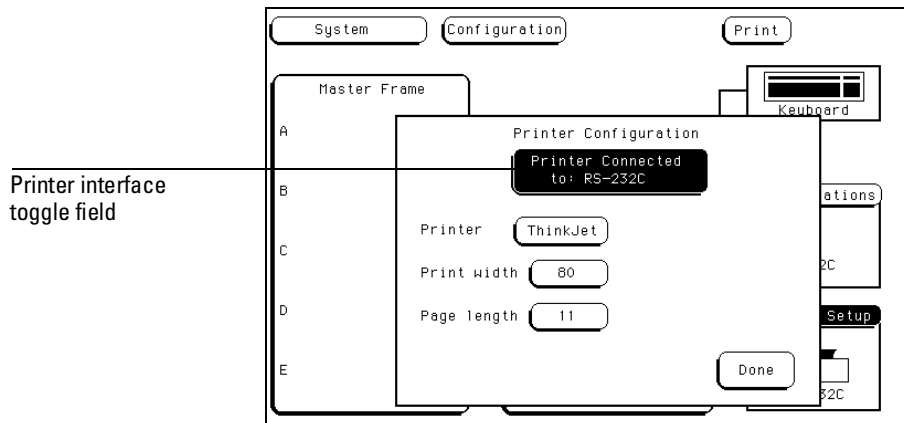 System Configuration Print
Master Frame
Keyboard
A
Printer Configuration
Printer Connected
to: RS-232C
Printer interface
toggle field
B
ations
Printer ThinkJet
C
2C
Print width 80
D
Page length 11
Setup
E
Done
32C